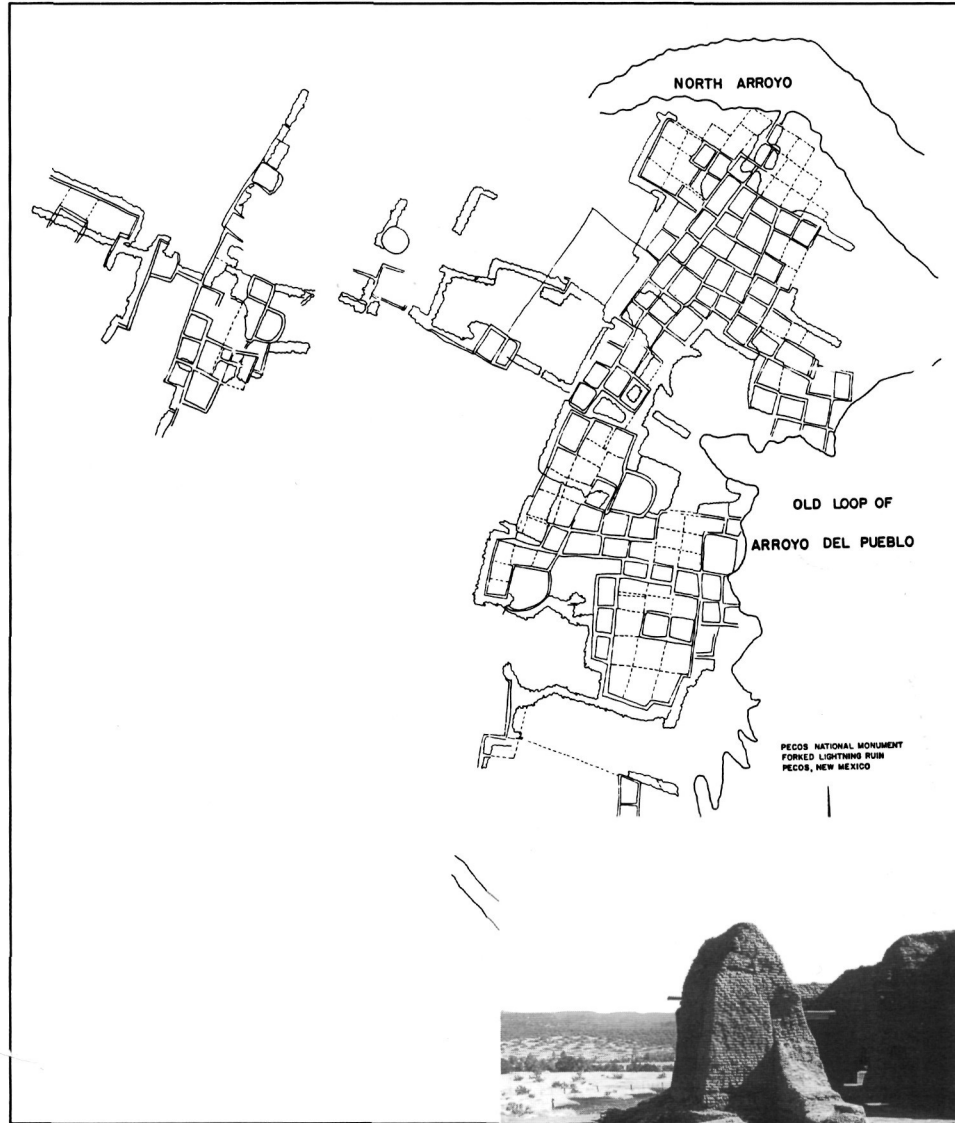 NORTH ARROYO
OLD LOOP OF
ARROYO DEL PUEBLO
PECOS NATIONAL MONUMENT
FORKED LIGHTNING RUIN
PECOS, NEW MEXICO